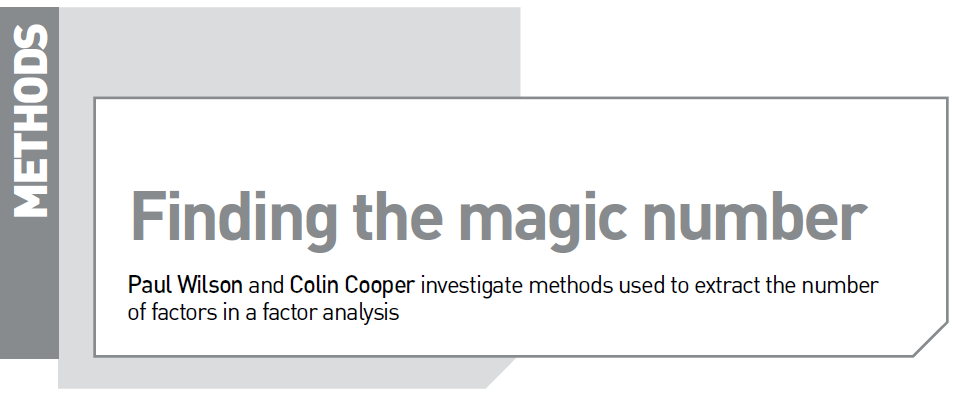 METHODS
Finding the magic number
Paul Wilson and Colin Cooper investigate methods used to extract the number
of factors in a factor analysis